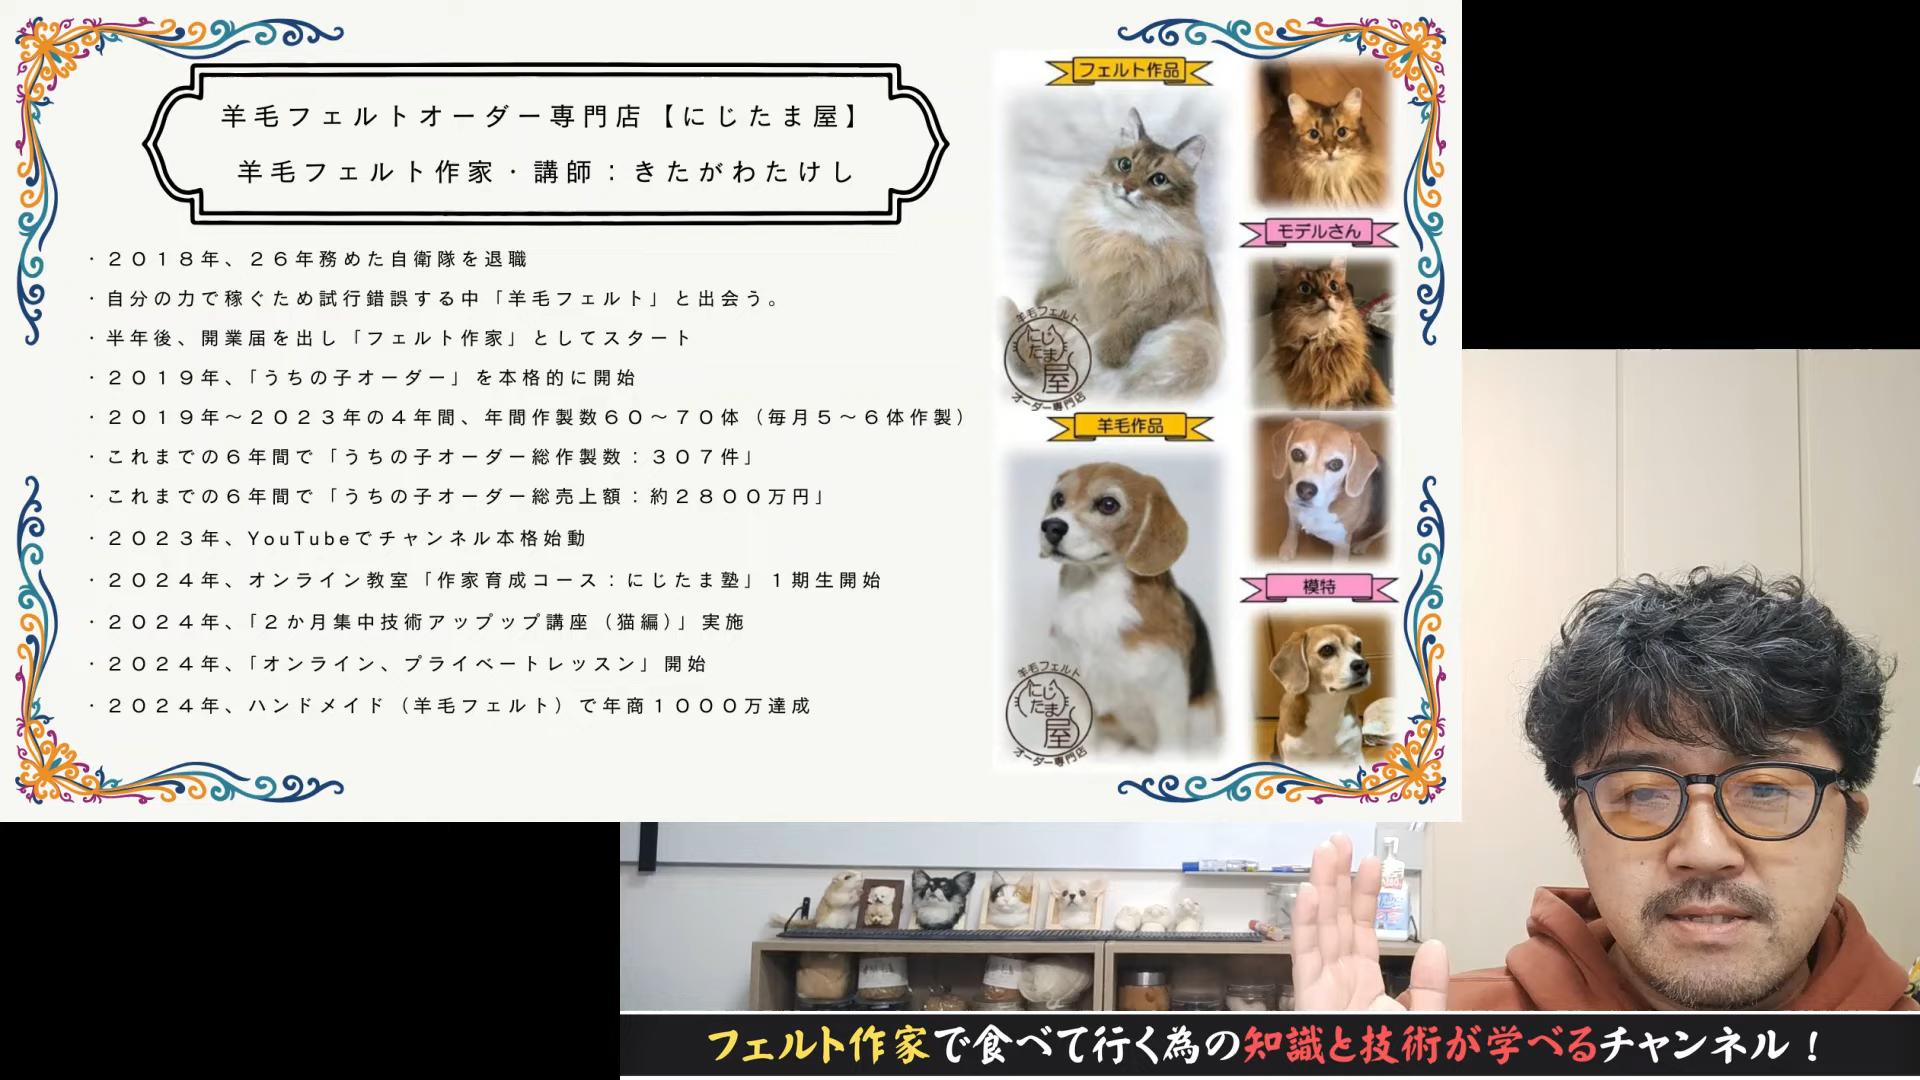 羊毛フェルトオーダー専門店【にじたま屋】
羊毛フェルト作家・講師：きたがわたけし
・２０１８年、２６年務めた自衛隊を退職
・自分の力で稼ぐため試行錯誤する中「羊毛フェルト」と出会う。
・半年後、開業届を出し「フェルト作家」としてスタート
・２０１９年、「うちの子オーダー」を本格的に開始
・２０１９年～２０２３年の４年間、年間作製数６０～７０体（毎月５～６体作製）
・これまでの６年間で「うちの子オーダー総作製数：３０７件」
・これまでの６年間で「うちの子オーダー総売上額：約２８００万円」
・２０２３年、YouTubeでチャンネル本格始動
・２０２４年、オンライン教室「作家育成コース：にじたま塾」１期生開始
・２０２４年、「２か月集中技術アップップ講座（猫編）」実施
・２０２４年、「オンライン、プライベートレッスン」開始
・２０２４年、ハンドメイド（羊毛フェルト）で年商１０００万達成
フェルト作品
モデルさん
羊毛フェルト
にじ
たま
屋
オーダー専門店
羊毛作品
模特
羊毛フェルト
にじ
たま
屋
オーダー専門店
フェルト作家で食べて行く為の知識と技術が学べるチャンネル！